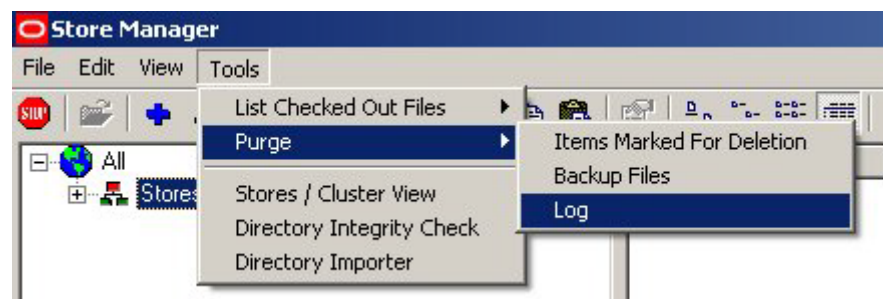 Store Manager
File Edit View Tools
STOP
List Checked Out Files
Purge
Items Marked For Deletion
Backup Files
Log
Stores / Cluster View
Directory Integrity Check
Directory Importer
All
Stores